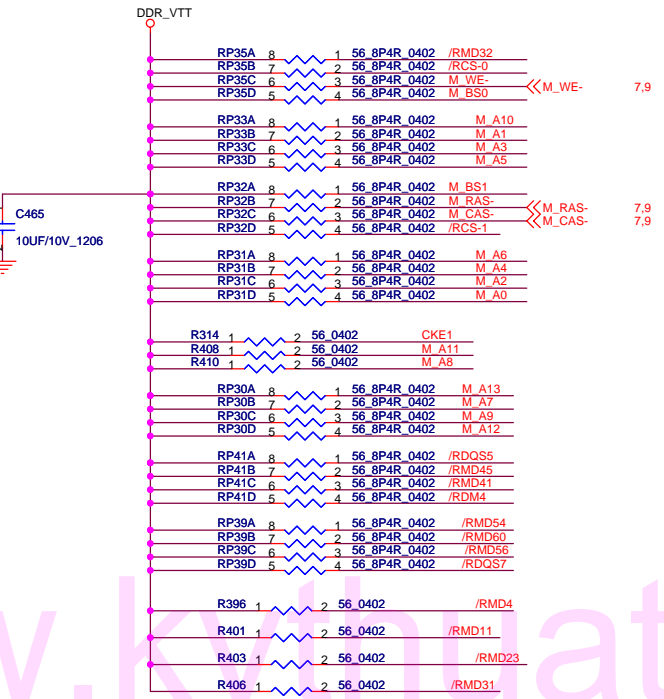 DDR_VTT
RP35A 8 1 56_8P4R_0402 /RMD32
RP35B 7 2 56_8P4R_0402 /RCS-0
RP35C 6 3 56_8P4R_0402 M_WE- M_WE- 7,9
RP35D 5 4 56_8P4R_0402 M_BS0
RP33A 8 1 56_8P4R_0402 M_A10
RP33B 7 2 56_8P4R_0402 M_A1
RP33C 6 3 56_8P4R_0402 M_A3
RP33D 5 4 56_8P4R_0402 M_A5
RP32A 8 1 56_8P4R_0402 M_BS1
RP32B 7 2 56_8P4R_0402 M_RAS- M_RAS- 7,9
RP32C 6 3 56_8P4R_0402 M_CAS- M_CAS- 7,9
RP32D 5 4 56_8P4R_0402 /RCS-1
C465
10UF/10V_1206
RP31A 8 1 56_8P4R_0402 M_A6
RP31B 7 2 56_8P4R_0402 M_A4
RP31C 6 3 56_8P4R_0402 M_A2
RP31D 5 4 56_8P4R_0402 M_A0
R314 1 2 56_0402 CKE1
R408 1 2 56_0402 M_A11
R410 1 2 56_0402 M_A8
RP30A 8 1 56_8P4R_0402 M_A13
RP30B 7 2 56_8P4R_0402 M_A7
RP30C 6 3 56_8P4R_0402 M_A9
RP30D 5 4 56_8P4R_0402 M_A12
RP41A 8 1 56_8P4R_0402 /RDQS5
RP41B 7 2 56_8P4R_0402 /RMD45
RP41C 6 3 56_8P4R_0402 /RMD41
RP41D 5 4 56_8P4R_0402 /RDM4
RP39A 8 1 56_8P4R_0402 /RMD54
RP39B 7 2 56_8P4R_0402 /RMD60
RP39C 6 3 56_8P4R_0402 /RMD56
RP39D 5 4 56_8P4R_0402 /RDQS7
R396 1 2 56_0402 /RMD4
R401 1 2 56_0402 /RMD11
R403 1 2 56_0402 /RMD23
R406 1 2 56_0402 /RMD31
w.kythuat